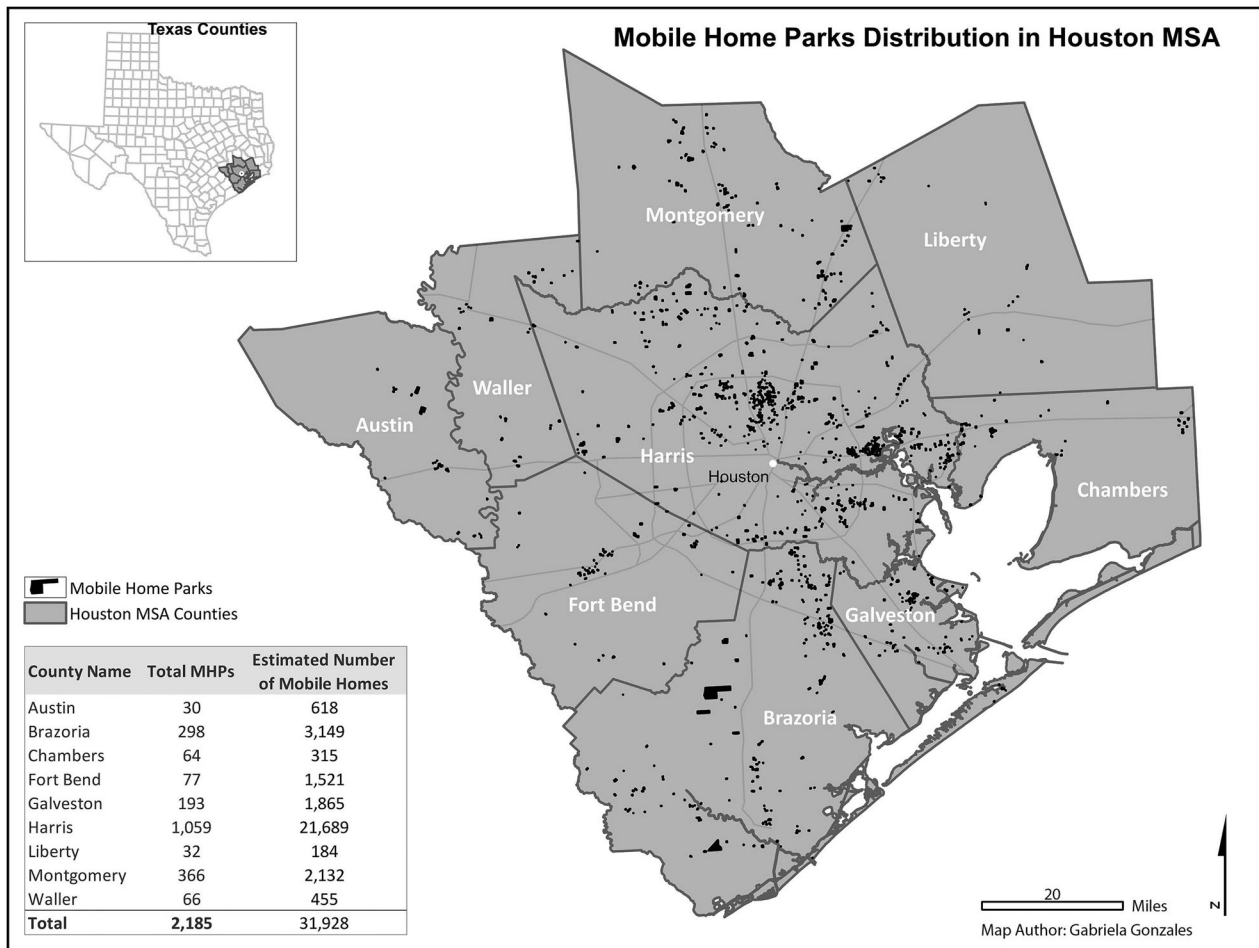 Texas Counties
Mobile Home Parks Distribution in Houston MSA
Montgomery
Liberty
Waller
Austin
Harris
Houston
Chambers
Fort Bend
Galveston
Brazoria
Mobile Home Parks
Houston MSA Counties
County Name Total MHPs Estimated Number of Mobile Homes
Austin 30 618
Brazoria 298 3,149
Chambers 64 315
Fort Bend 77 1,521
Galveston 193 1,865
Harris 1,059 21,689
Liberty 32 184
Montgomery 366 2,132
Waller 66 455
Total 2,185 31,928
20
Miles
Map Author: Gabriela Gonzales
N